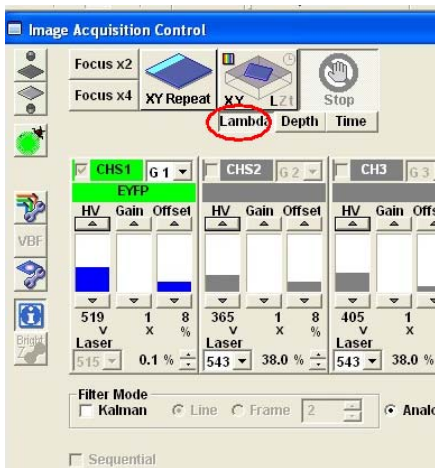 Image Acquisition Control
Focus x2
Focus x4
XY Repeat
XY
LZt
Stop
Lambda Depth Time
CHS1 G 1 CHS2 G 2 CH3 G 3
EYFP
HV Gain Offset HV Gain Offset HV Gain Offs
519 1 8 365 1 8 405 1
V X % V X % V X
Laser Laser Laser
515 0.1 % 543 38.0 % 543 38.0 %
VBF
Bright
Z
Filter Mode
Kalman Line Frame 2 Analo
Sequential